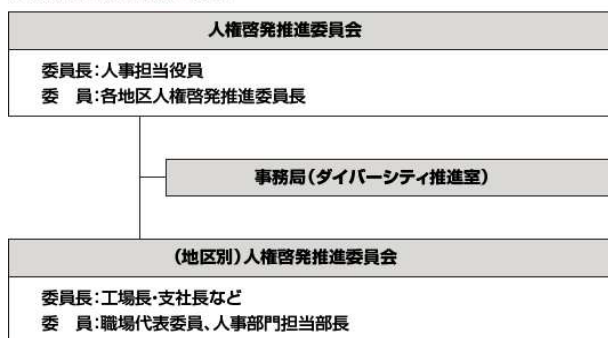 人権啓発推進委員会
委員長：人事担当役員
委　員：各地区人権啓発推進委員長
事務局（ダイバーシティ推進室）
（地区別）人権啓発推進委員会
委員長：工場長・支社長など
委　員：職場代表委員、人事部門担当部長